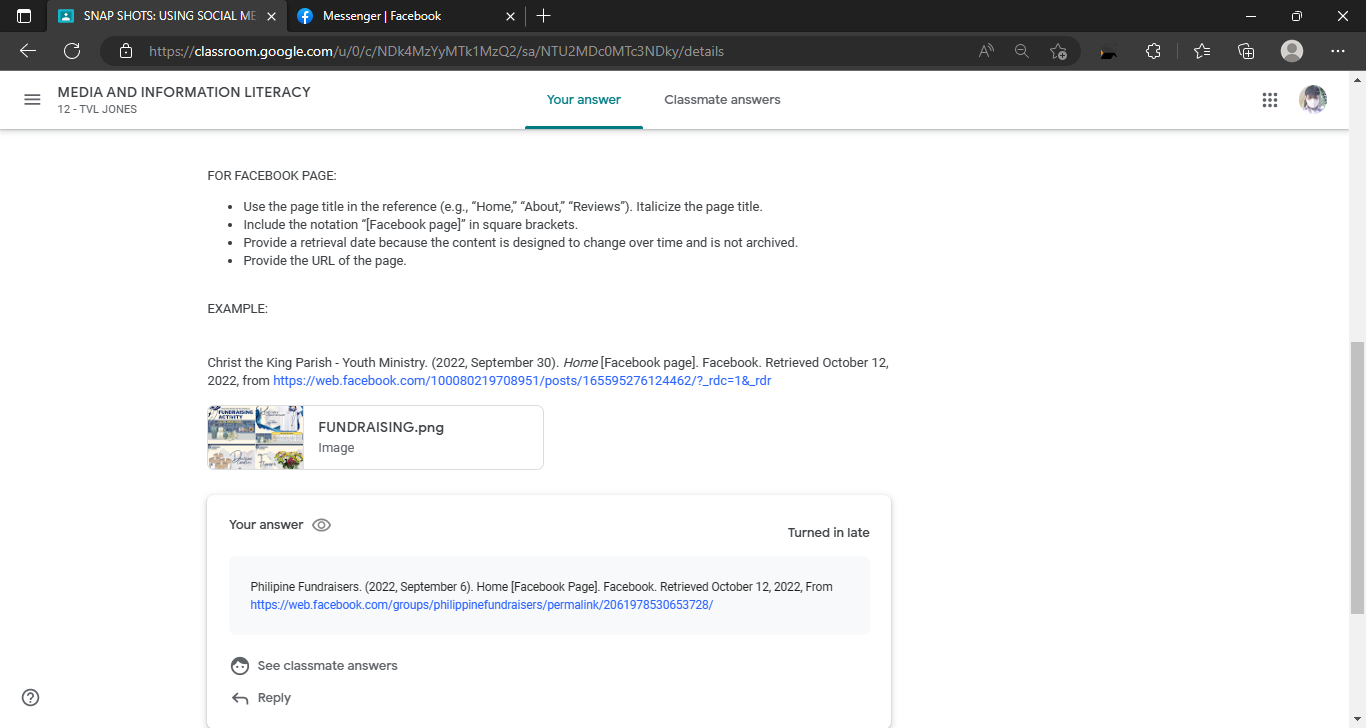 SNAP SHOTS: USING SOCIAL ME
Messenger | Facebook
https://classroom.google.com/u/0/c/NDk4MzYyMTk1MzQ2/sa/NTU2MDc0MTc3NDky/details
MEDIA AND INFORMATION LITERACY
12 - TVL JONES
Your answer
Classmate answers
FOR FACEBOOK PAGE:
• Use the page title in the reference (e.g., “Home,” “About,” “Reviews”). Italicize the page title.
• Include the notation “[Facebook page]” in square brackets.
• Provide a retrieval date because the content is designed to change over time and is not archived.
• Provide the URL of the page.
EXAMPLE:
Christ the King Parish - Youth Ministry. (2022, September 30). Home [Facebook page]. Facebook. Retrieved October 12,
2022, from https://web.facebook.com/100080219708951/posts/165595276124462/?_rdc=1&_rdr
FUNDRAISING
ACTIVITY
FUNDRAISING.png
Image
Your answer
Turned in late
Philipine Fundraisers. (2022, September 6). Home [Facebook Page]. Facebook. Retrieved October 12, 2022, From
https://web.facebook.com/groups/philippinefundraisers/permalink/2061978530653728/
See classmate answers
Reply